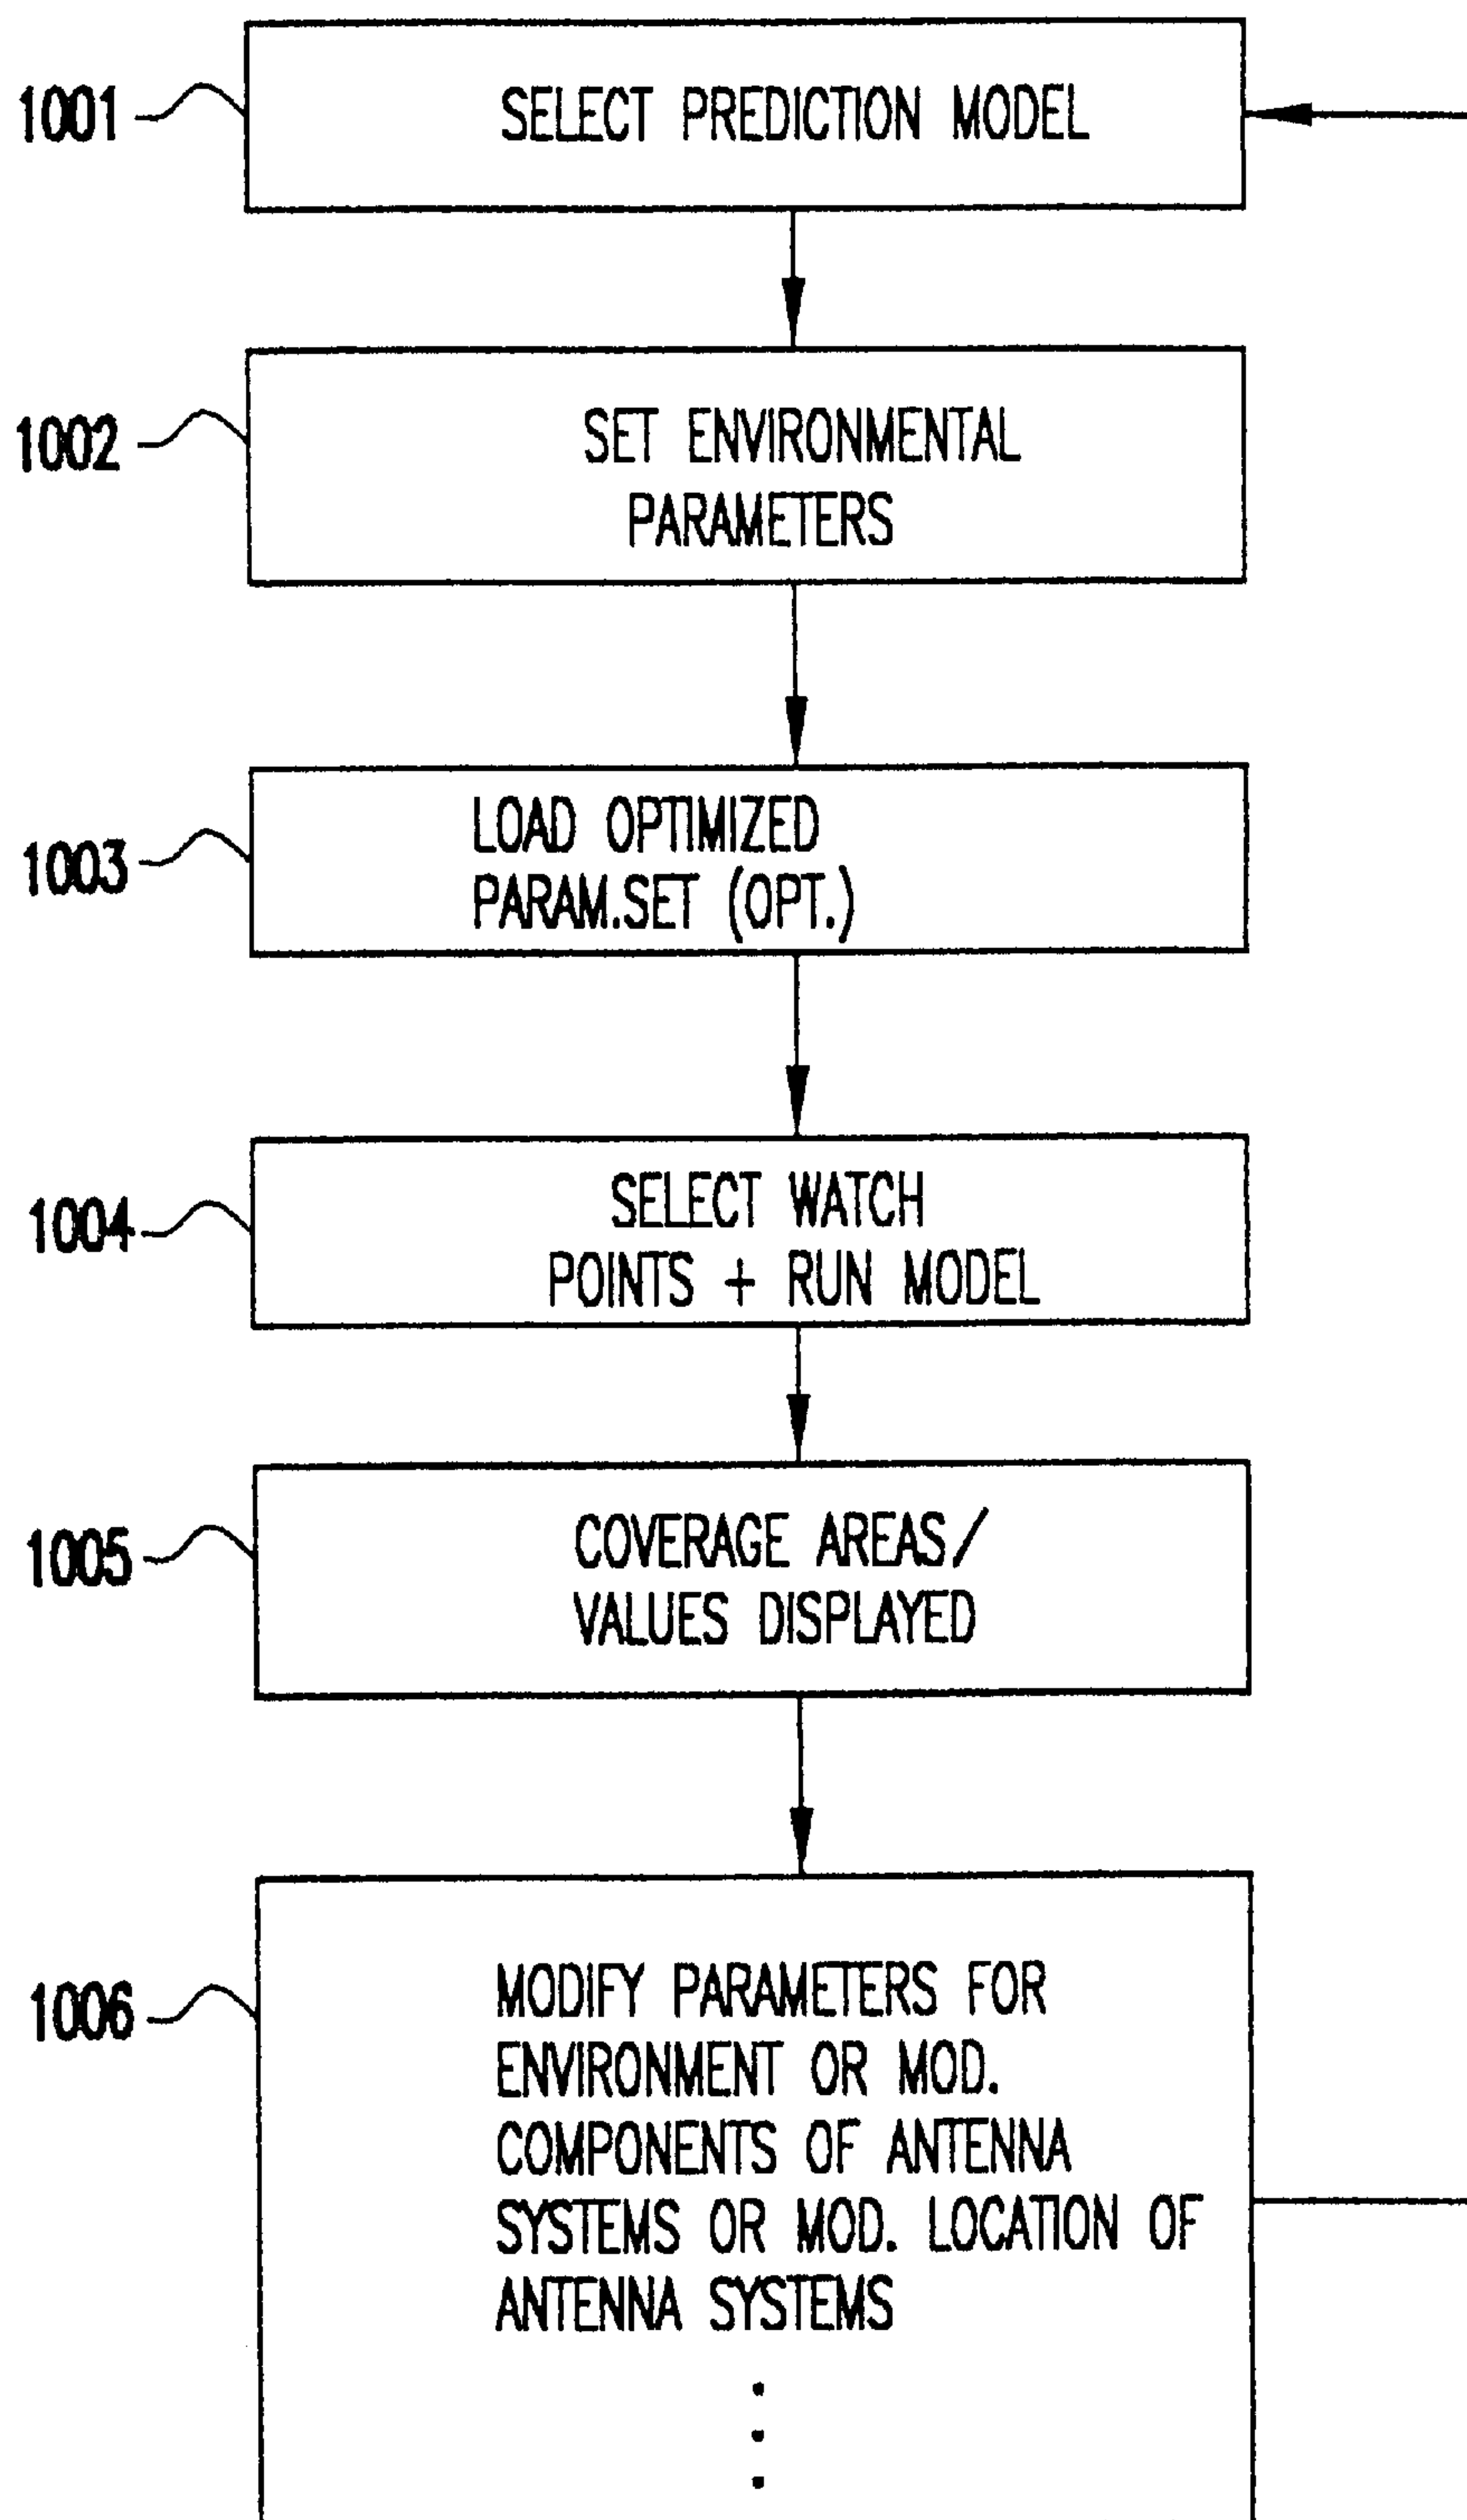 1001
SELECT PREDICTION MODEL
1002
SET ENVIRONMENTAL
PARAMETERS
1003
LOAD OPTIMIZED
PARAM.SET (OPT.)
1004
SELECT WATCH
POINTS + RUN MODEL
1005
COVERAGE AREAS/
VALUES DISPLAYED
1006
MODIFY PARAMETERS FOR
ENVIRONMENT OR MOD.
COMPONENTS OF ANTENNA
SYSTEMS OR MOD. LOCATION OF
ANTENNA SYSTEMS